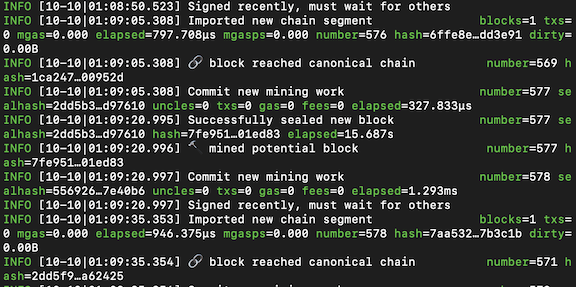 INFO [10-10|01:08:50.523] Signed recently, must wait for others
INFO [10-10|01:09:05.308] Imported new chain segment blocks=1 txs=
0 mgas=0.000 elapsed=797.708µs mgasps=0.000 number=576 hash=6ffe8e…dd3e91 dirty=
0.00B
INFO [10-10|01:09:05.308] 🔗 block reached canonical chain number=569 h
ash=1ca247…00952d
INFO [10-10|01:09:05.308] Commit new mining work number=577 se
alhash=2dd5b3…d97610 uncles=0 txs=0 gas=0 fees=0 elapsed=327.833µs
INFO [10-10|01:09:20.995] Successfully sealed new block number=577 se
alhash=2dd5b3…d97610 hash=7fe951…01ed83 elapsed=15.687s
INFO [10-10|01:09:20.996] 🔨 mined potential block number=577 h
ash=7fe951…01ed83
INFO [10-10|01:09:20.997] Commit new mining work number=578 se
alhash=556926…7e40b6 uncles=0 txs=0 gas=0 fees=0 elapsed=1.293ms
INFO [10-10|01:09:20.997] Signed recently, must wait for others
INFO [10-10|01:09:35.353] Imported new chain segment blocks=1 txs=
0 mgas=0.000 elapsed=946.375µs mgasps=0.000 number=578 hash=7aa532…7b3c1b dirty=
0.00B
INFO [10-10|01:09:35.354] 🔗 block reached canonical chain number=571 h
ash=2dd5f9…a62425